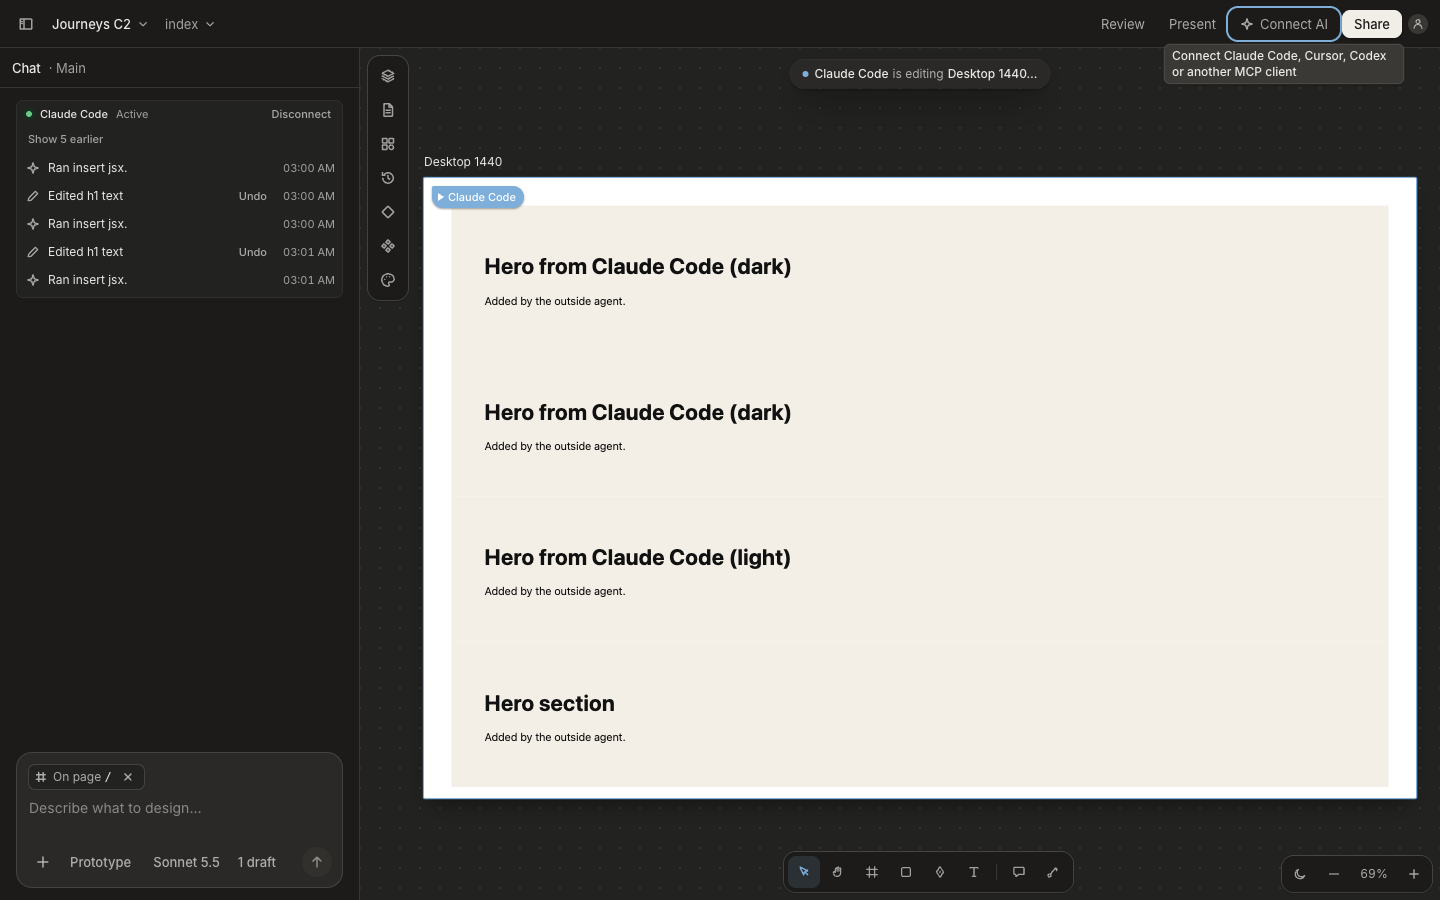 Journeys C2
index
Review
Present
Connect AI
Share
Connect Claude Code, Cursor, Codex
or another MCP client
Chat · Main
Claude Code Active Disconnect
Show 5 earlier
Ran insert jsx. 03:00 AM
Edited h1 text Undo 03:00 AM
Ran insert jsx. 03:00 AM
Edited h1 text Undo 03:01 AM
Ran insert jsx. 03:01 AM
Claude Code is editing Desktop 1440...
Desktop 1440
Claude Code
Hero from Claude Code (dark)
Added by the outside agent.
Hero from Claude Code (dark)
Added by the outside agent.
Hero from Claude Code (light)
Added by the outside agent.
Hero section
Added by the outside agent.
On page /
Describe what to design...
Prototype Sonnet 5.5 1 draft
69%